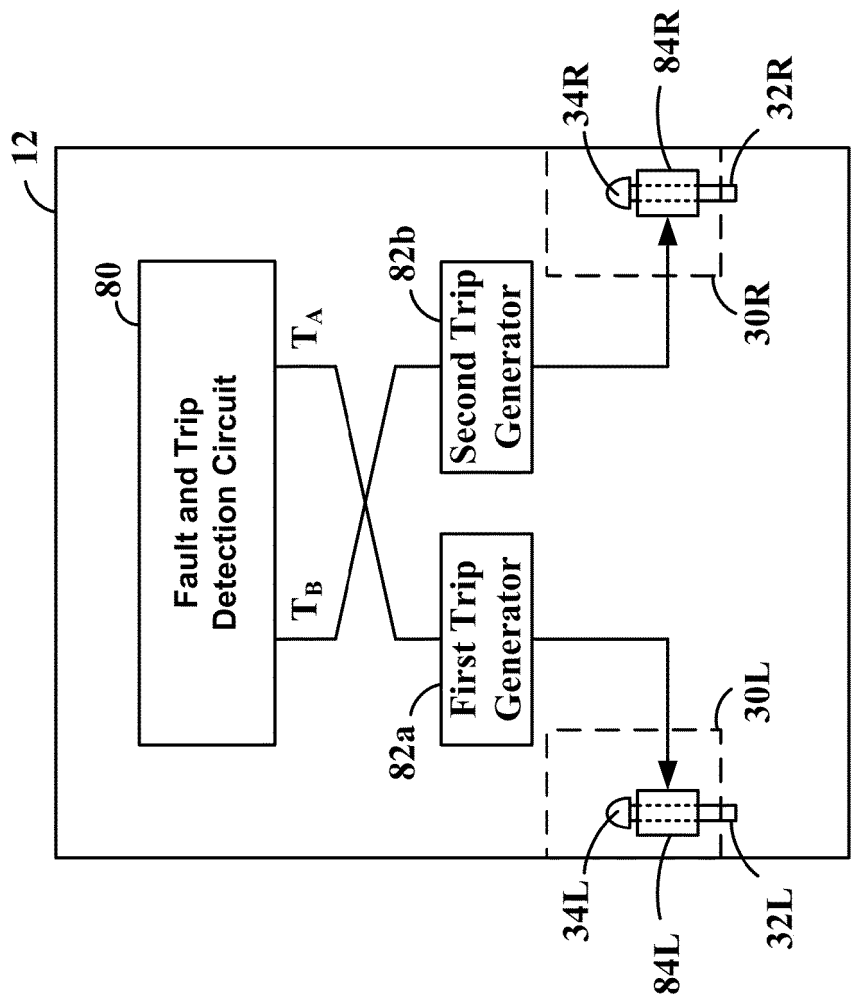 12
80
Fault and Trip
Detection Circuit
T_B
T_A
82a
First Trip
Generator
82b
Second Trip
Generator
34L
84L
32L
30L
34R
84R
32R
30R